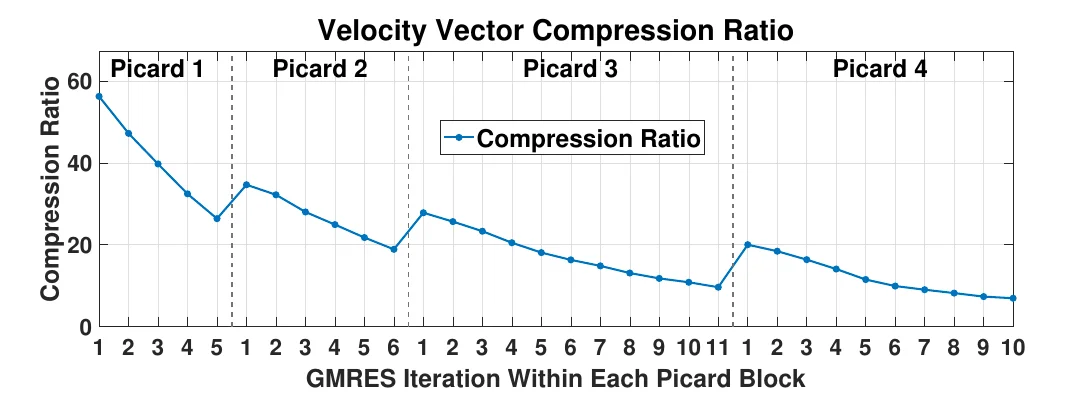 Velocity Vector Compression Ratio
Picard 1 Picard 2 Picard 3 Picard 4
Compression Ratio
60
40
20
0
Compression Ratio
1 2 3 4 5 1 2 3 4 5 6 1 2 3 4 5 6 7 8 9 10 11 1 2 3 4 5 6 7 8 9 10
GMRES Iteration Within Each Picard Block